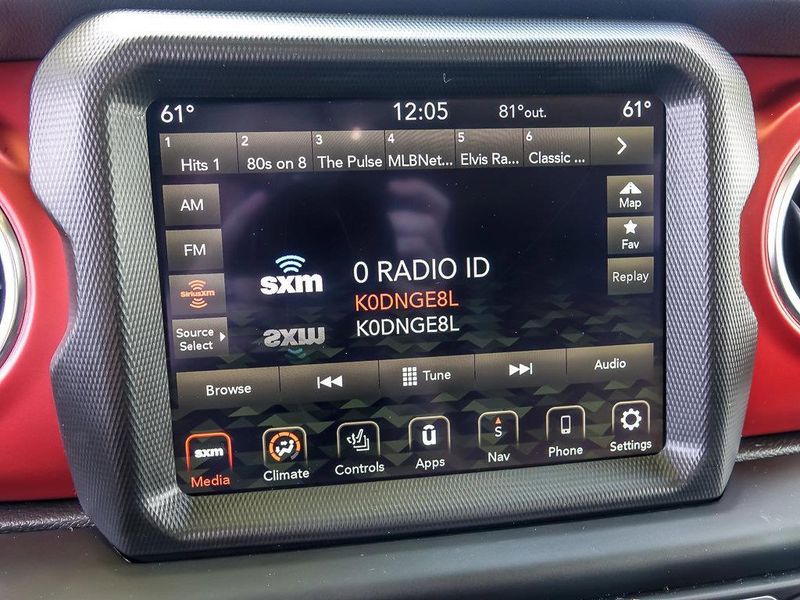 61° 12:05 81°out. 61°
1 2 3 4 5 6
Hits 1 80s on 8 The Pulse MLBNet... Elvis Ra... Classic ...
AM
FM
SiriusXM
Source
Select
Map
Fav
Replay
sxm
0 RADIO ID
K0DNGE8L
K0DNGE8L
Browse Tune Audio
sxm
Media
Climate
Controls
Apps
S
Nav
Phone
Settings